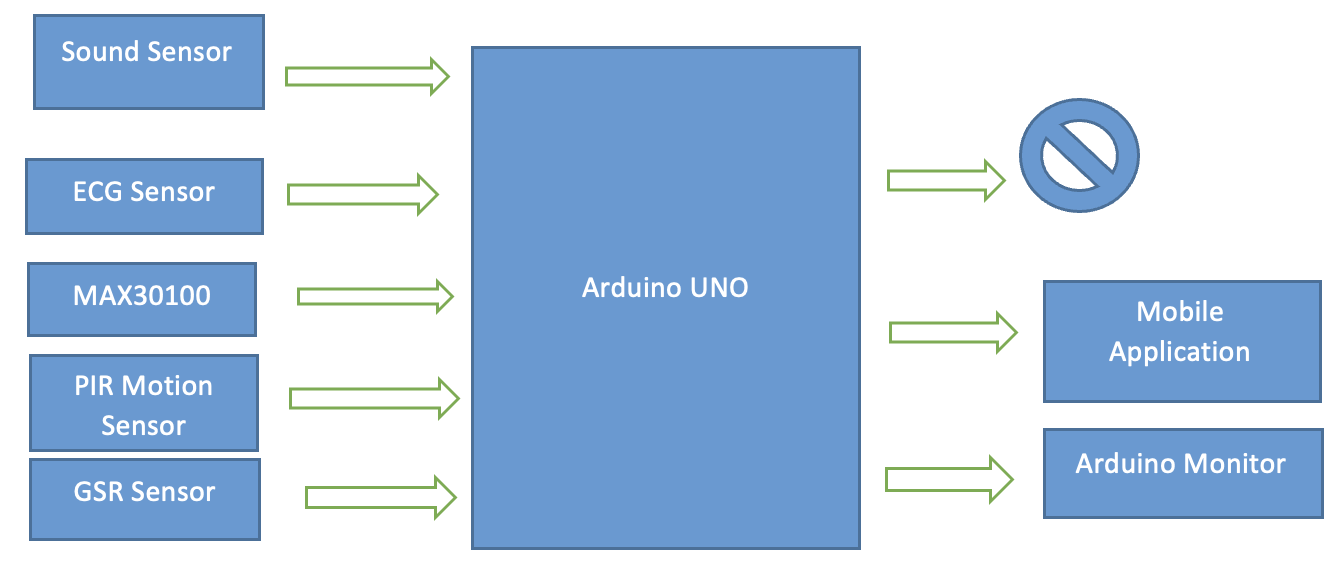 Sound Sensor
ECG Sensor
MAX30100
PIR Motion
Sensor
GSR Sensor
Arduino UNO
Mobile
Application
Arduino Monitor